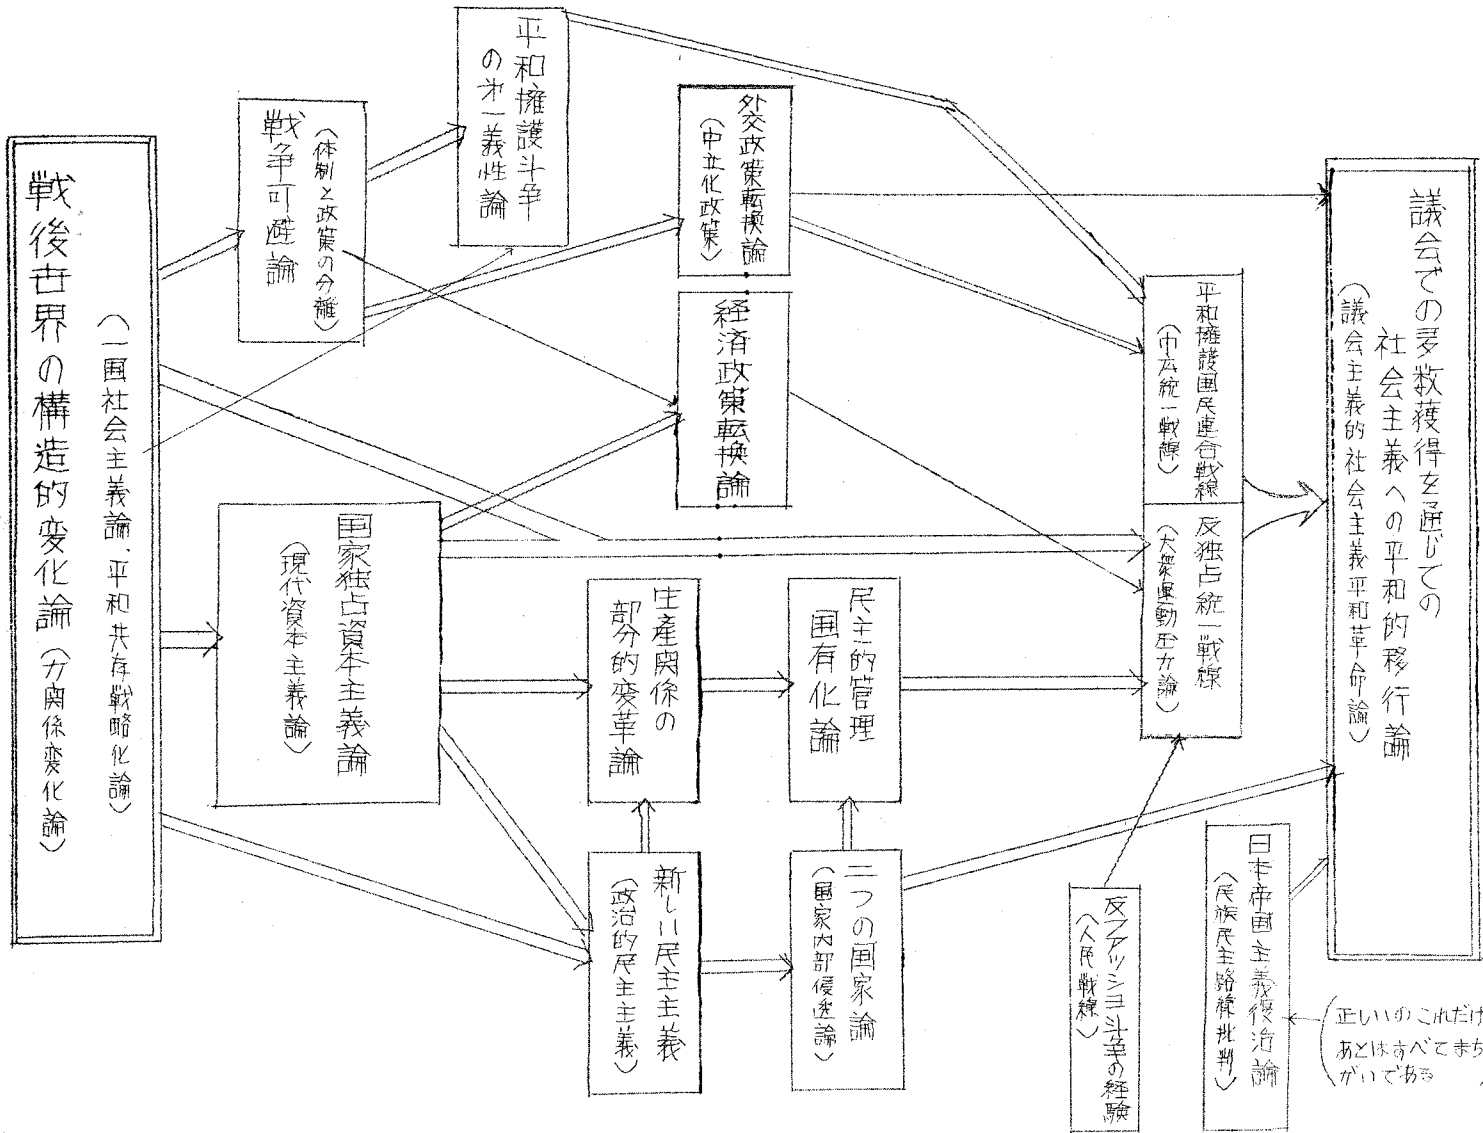 戦後世界の構造的変化論(力関係変化論)
(一国社会主義論、平和共存戦略化論)
戦争可避論
(体制と政策の分離)
平和擁護斗争
の才一義性論
外交政策転換論
(中立化政策)
経済政策転換論
国家独占資本主義論
(現代資本主義論)
生産関係の
部分的変革論
民主的管理
国有化論
新しい民主主義
(政治的民主主義)
二つの国家論
(国家内部浸透論)
平和擁護国民連合戦線
(巾広統一戦線)
反独占統一戦線
(大衆運動圧力論)
反ファッショ斗争の経験
(人民戦線)
日本帝国主義復治論
(民族民主路線批判)
(正しいのこれだけ
あとはすべてまち
がいである
議会での多数獲得を通じての
社会主義への平和的移行論
(議会主義的社会主義平和革命論)